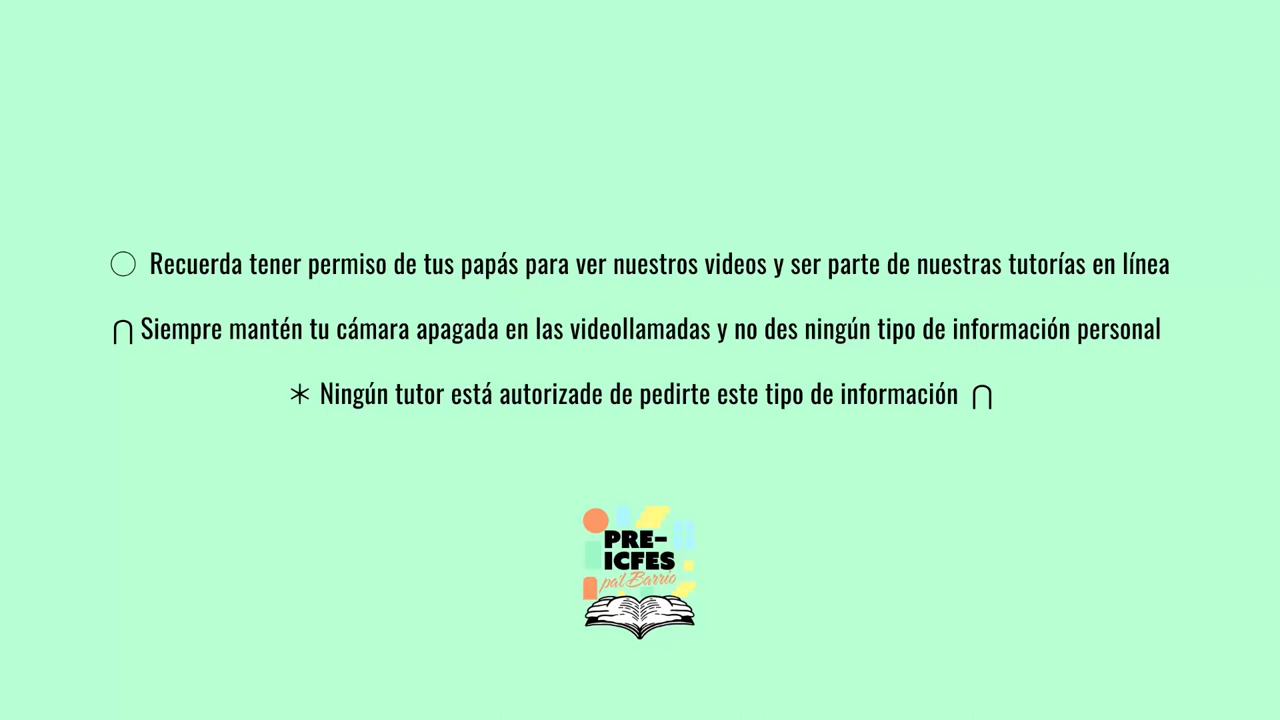 Recuerda tener permiso de tus papás para ver nuestros videos y ser parte de nuestras tutorías en línea
Siempre mantén tu cámara apagada en las videollamadas y no des ningún tipo de información personal
Ningún tutor está autorizade de pedirte este tipo de información
PRE-
ICFES
pa'l Barrio